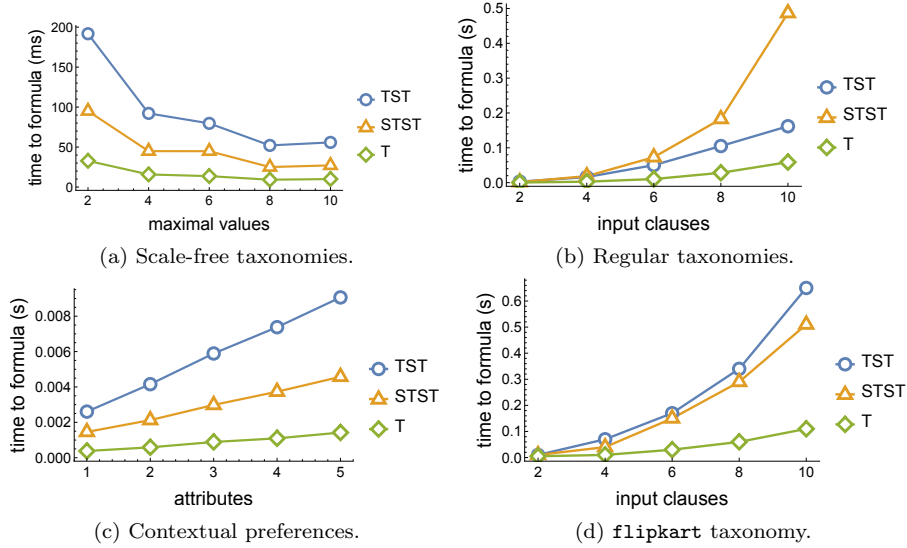 200
150
100
50
0
2
4
6
8
10
time to formula (ms)
maximal values
TST
STST
T
(a) Scale-free taxonomies.
0.5
0.4
0.3
0.2
0.1
0.0
2
4
6
8
10
time to formula (s)
input clauses
TST
STST
T
(b) Regular taxonomies.
0.008
0.006
0.004
0.002
0.000
1
2
3
4
5
time to formula (s)
attributes
TST
STST
T
(c) Contextual preferences.
0.6
0.5
0.4
0.3
0.2
0.1
0.0
2
4
6
8
10
time to formula (s)
input clauses
TST
STST
T
(d) flipkart taxonomy.